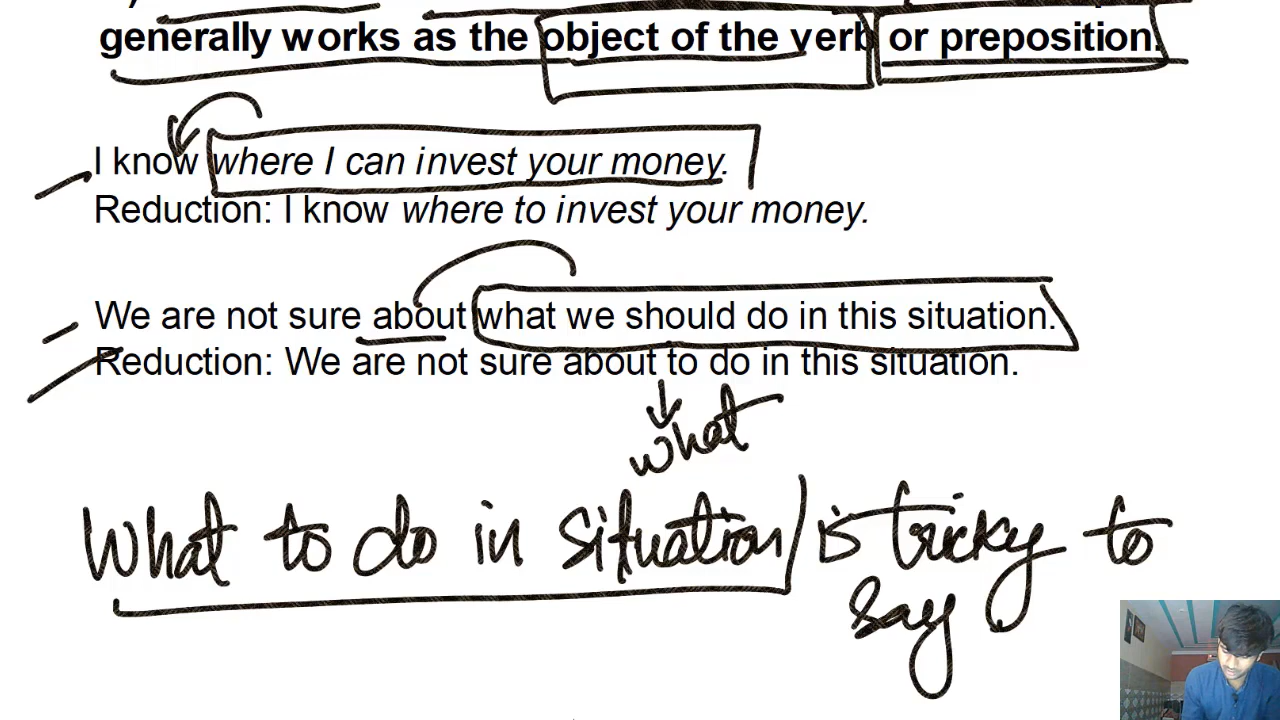 generally works as the object of the verb or preposition.
I know where I can invest your money.
Reduction: I know where to invest your money.
We are not sure about what we should do in this situation.
Reduction: We are not sure about to do in this situation.
what
What to do in situation is tricky to
say